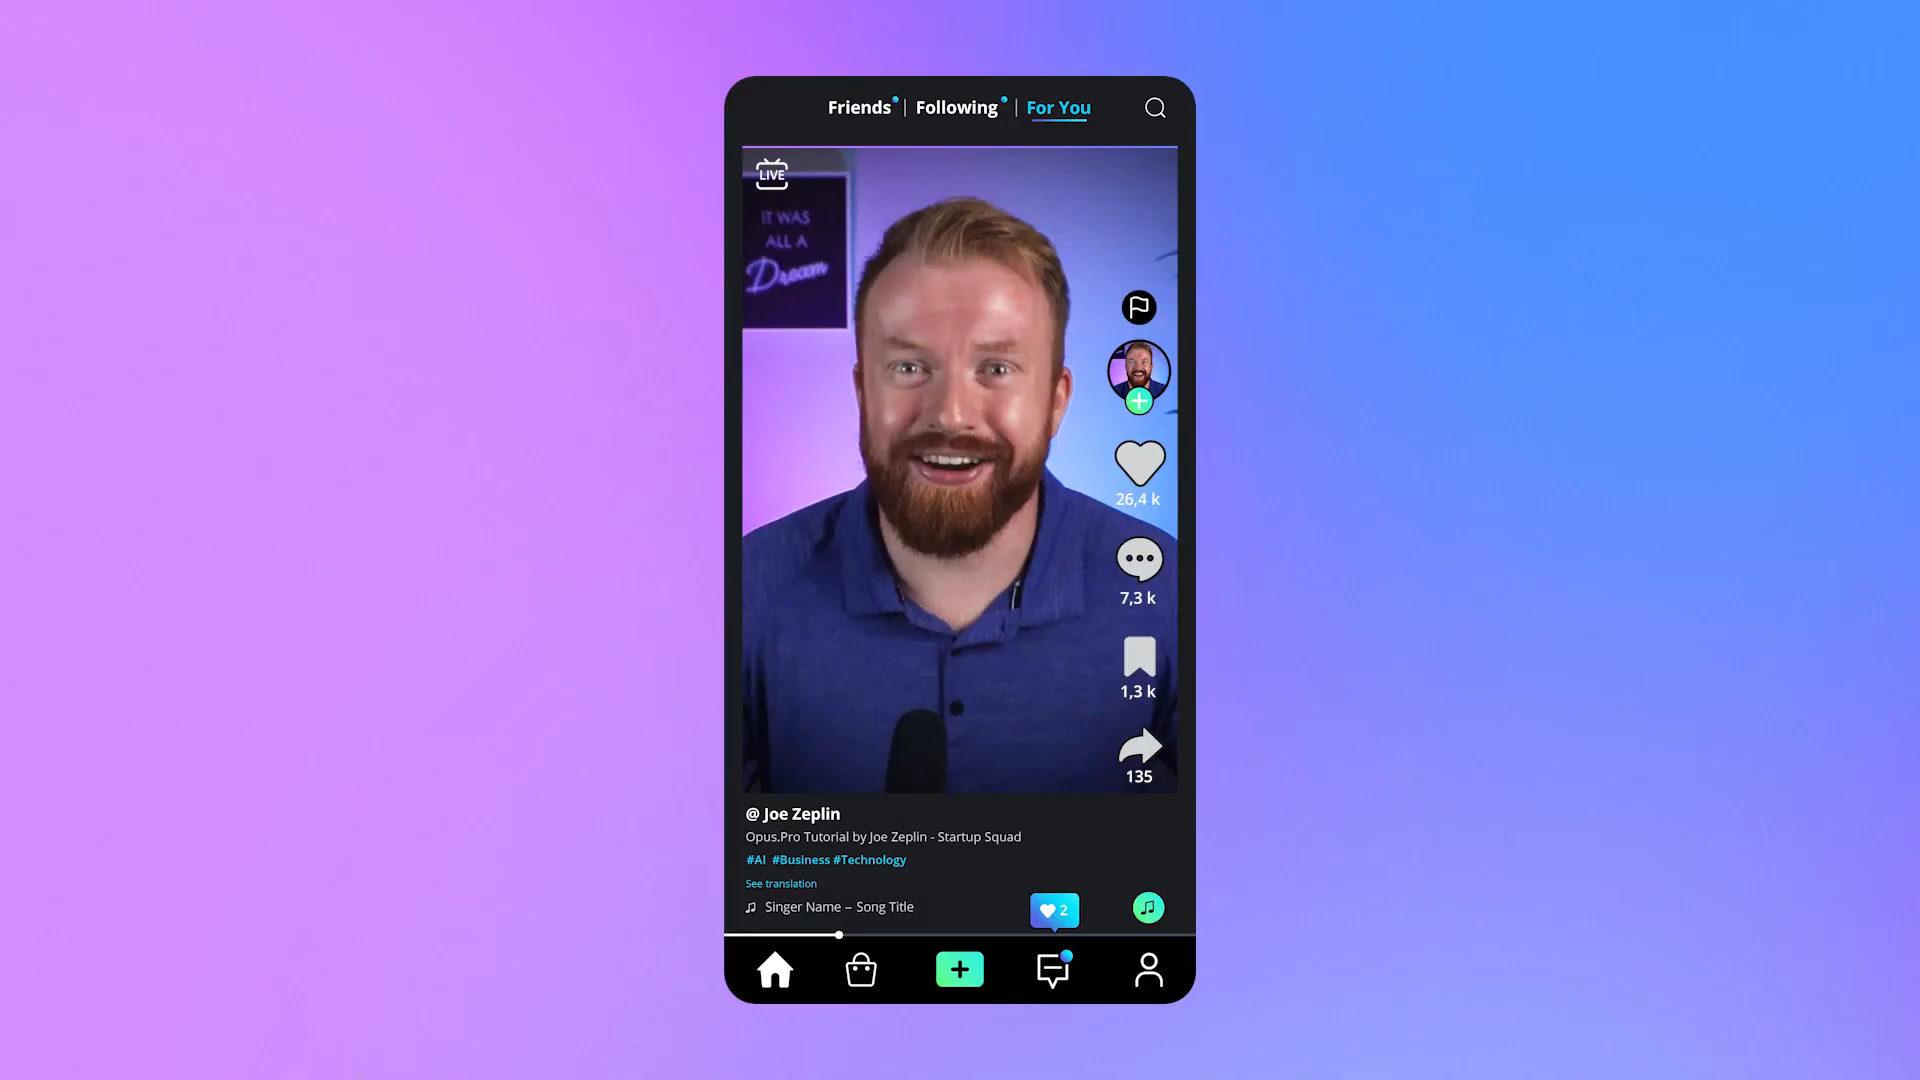 Friends | Following | For You
LIVE
IT WAS
ALL A
Dream
26,4 k
7,3 k
1,3 k
135
@ Joe Zeplin
Opus.Pro Tutorial by Joe Zeplin - Startup Squad
#AI #Business #Technology
See translation
Singer Name – Song Title
2